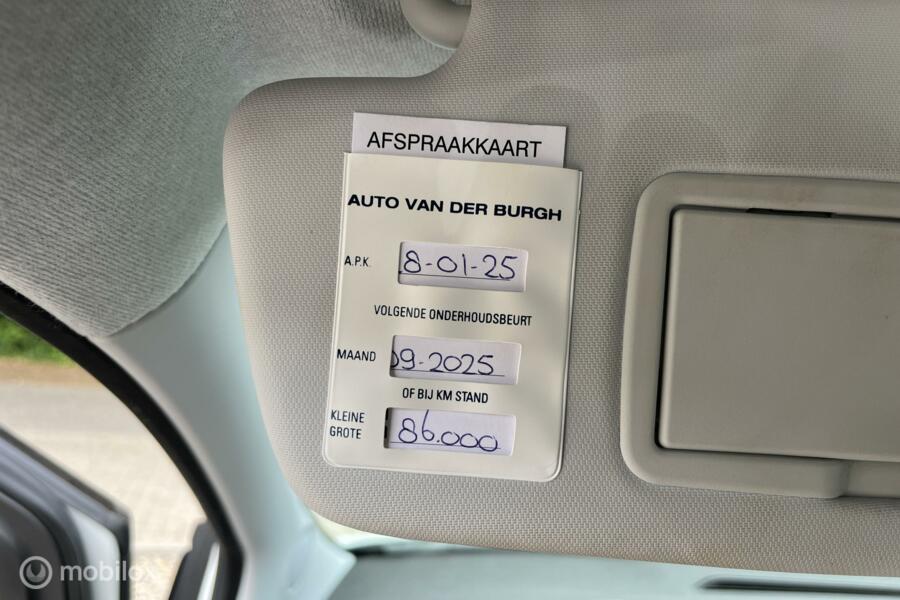 AFSPRAAKKAART
AUTO VAN DER BURGH
A.P.K. 8-01-25
VOLGENDE ONDERHOUDSBEURT
MAAND 09-2025
OF BIJ KM STAND
KLEINE
GROTE 86.000
mobilox